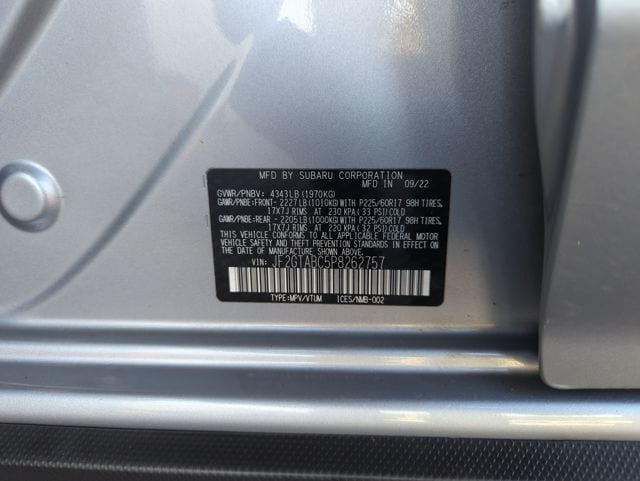 MFD BY SUBARU CORPORATION
MFD IN 09/22
GVWR/PNBV: 4343LB(1970KG)
GAWR/PNBE:FRONT- 2227LB(1010KG)WITH P225/60R17 98H TIRES,
17X7J RIMS AT 230 KPA(33 PSI)COLD
GAWR/PNBE:REAR - 2205LB(1000KG)WITH P225/60R17 98H TIRES,
17X7J RIMS AT 220 KPA(32 PSI)COLD
THIS VEHICLE CONFORMS TO ALL APPLICABLE
FEDERAL MOTOR VEHICLE SAFETY, BUMPER, AND
THEFT PREVENTION STANDARDS IN EFFECT ON THE
DATE OF MANUFACTURE SHOWN ABOVE.
VIN: JF2GTABC5P8262757
TYPE:MPV/VTUM ICES/NMB-002